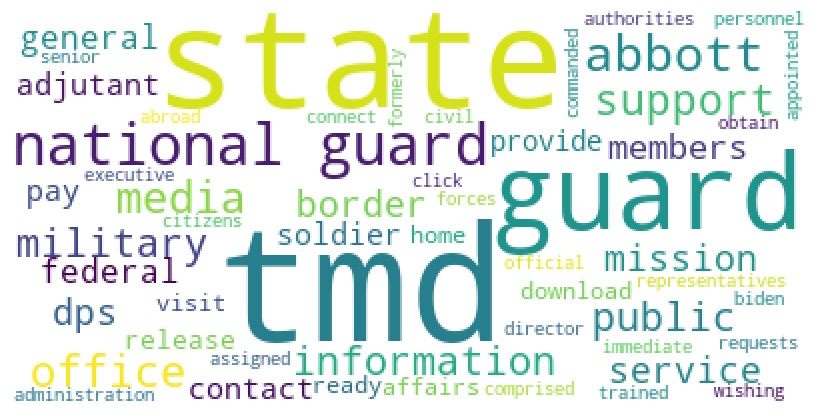 authorities personnel
general state abbott
senior
formerly
commanded
appointed
adjutant support
abroad connect civil obtain
national guard provide members
executive click guard
pay media border forces
citizens
military soldier home mission
federal tmd official representatives
dps visit download biden
public
director requests
release immediate
office assigned information service
contact ready affairs comprised trained wishing
administration